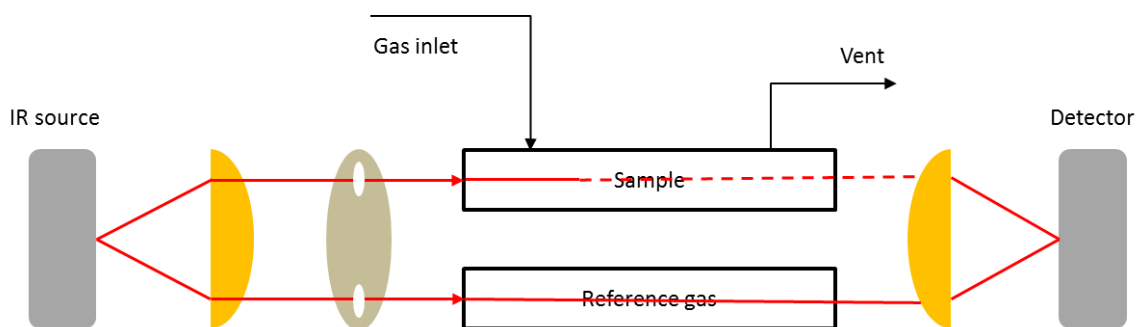 Gas inlet
Vent
IR source
Detector
Sample
Reference gas